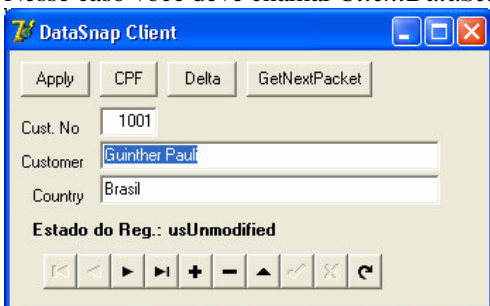 DataSnap Client
Apply CPF Delta GetNextPacket
Cust. No 1001
Customer Guinther Pauli
Country Brasil
Estado do Reg.: usUnmodified